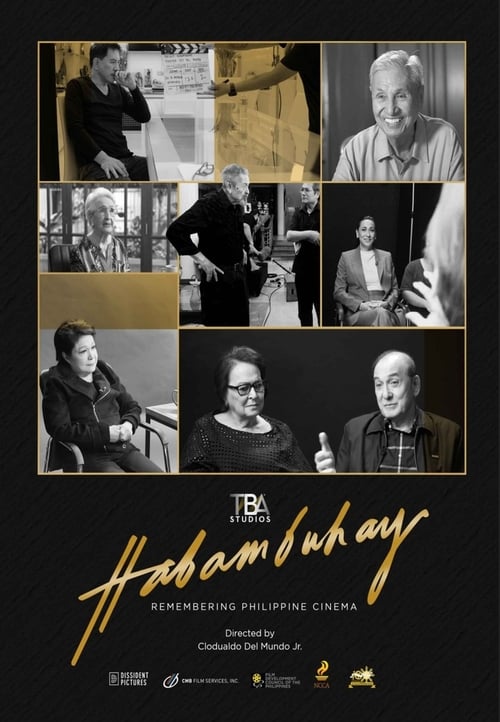 TBA
STUDIOS
Habambuhay
REMEMBERING PHILIPPINE CINEMA
Directed by
Clodualdo Del Mundo Jr.
DISSIDENT
PICTURES
CMB FILM SERVICES, INC
FILM
DEVELOPMENT
COUNCIL OF THE
PHILIPPINES
NCCA